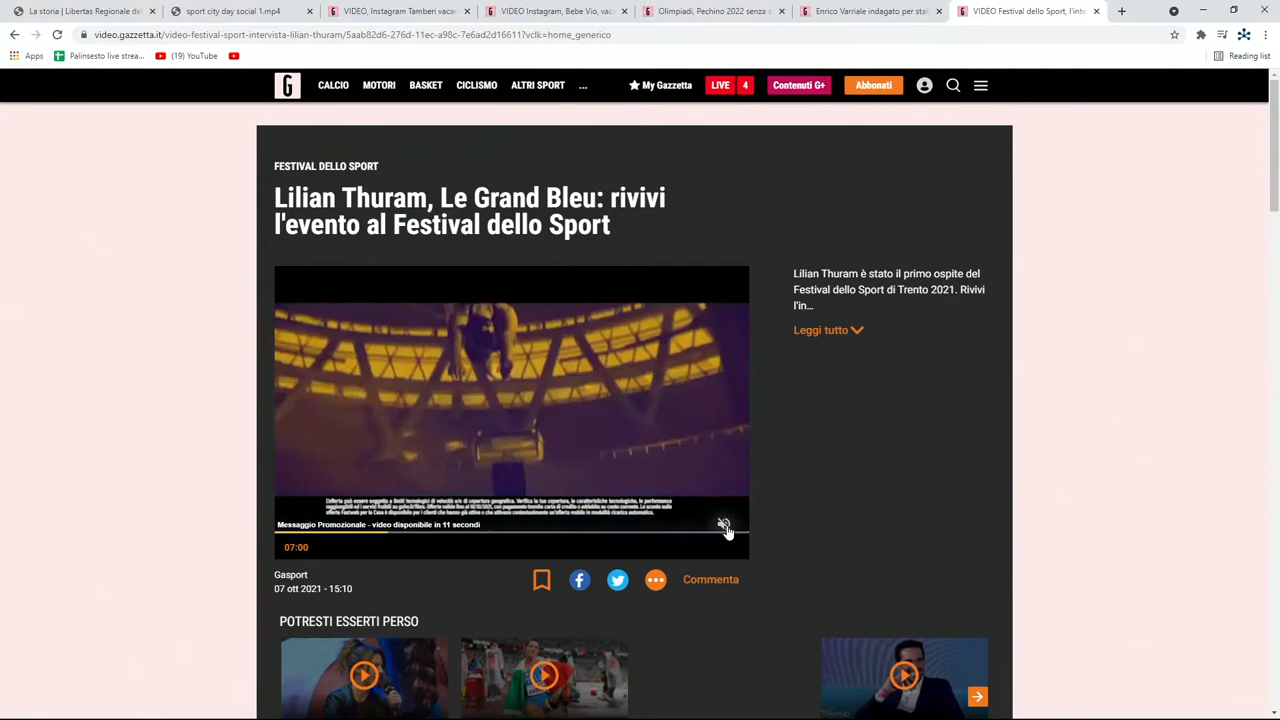 La storia | Libertas Regionale d
sport city day social 1.mp4
VIDEO, Instagram Tamberi vacan
VIDEO Instagram, Bebe Vio, vac
Olimpiadi, Pechino 2022 senza s
Enrico Varriale indagato per stal
VIDEO Festival dello Sport, l'inte
video.gazzetta.it/video-festival-sport-intervista-lilian-thuram/5aab82d6-276d-11ec-a98c-7e6ad2d16611?vclk=home_generico
Apps
Palinsesto live strea...
(19) YouTube
Reading list
G
CALCIO
MOTORI
BASKET
CICLISMO
ALTRI SPORT
...
My Gazzetta
LIVE 4
Contenuti G+
Abbonati
FESTIVAL DELLO SPORT
Lilian Thuram, Le Grand Bleu: rivivi
l'evento al Festival dello Sport
Lilian Thuram è stato il primo ospite del
Festival dello Sport di Trento 2021. Rivivi
l'in...
Leggi tutto
Messaggio Promozionale - video disponibile in 11 secondi
07:00
Gasport
07 ott 2021 - 15:10
Commenta
POTRESTI ESSERTI PERSO